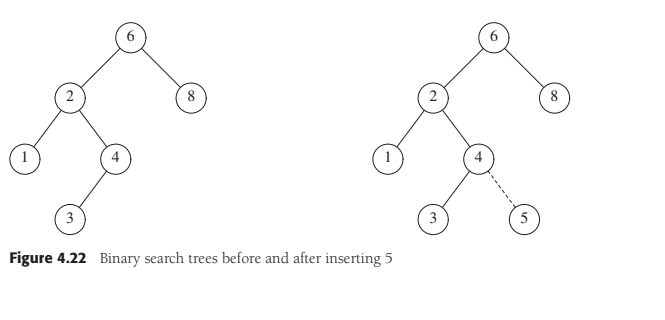 6 6
2 8 2 8
1 4 1 4
3 3 5
Figure 4.22 Binary search trees before and after inserting 5